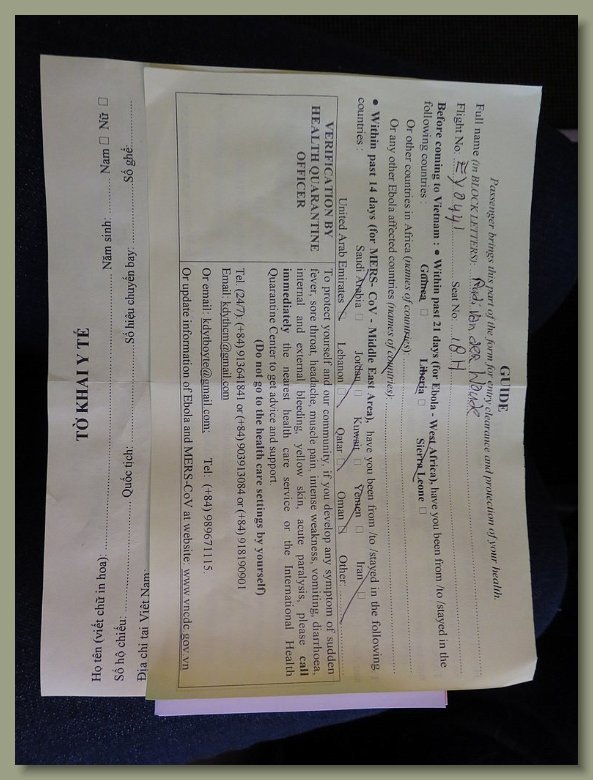 GUIDE
Passenger brings this part of the form for entry clearance and protection of your health.
Full name (in BLOCK LETTERS): Rudi Van der Woude
Flight No. EY0441 Seat No. 18H
Before coming to Vietnam : • Within past 21 days (for Ebola - West Africa), have you been from /to /stayed in the
following countries : Guinea ☐ Liberia ☐ Sierra Leone ☐
Or other countries in Africa (names of countries):
Or any other Ebola affected countries (names of countries):
• Within past 14 days (for MERS- CoV - Middle East Area), have you been from /to /stayed in the following
countries : Saudi Arabia ☐ Jordan ☐ Kuwait ☐ Yemen ☐ Iran ☐
United Arab Emirates ☐ Lebanon ☐ Qatar ☐ Oman ☐ Other:
VERIFICATION BY
HEALTH QUARANTINE
OFFICER
To protect yourself and our community, if you develop any symptom of sudden
fever, sore throat, headache, muscle pain, intense weakness, vomiting, diarrhoea,
internal and external bleeding, yellow skin, acute paralysis, please call
immediately the nearest health care service or the International Health
Quarantine Center to get advice and support
(Do not go to the health care settings by yourself)
Tel. (24/7): (+84) 913641841 or (+84) 903913084 or (+84) 918190901
Email: kdythcm@gmail.com
Or email: kdytboyte@gmail.com; Tel : (+84) 989671115.
Or update information of Ebola and MERS-CoV at website: www.vncdc.gov.vn
TỜ KHAI Y TẾ
Họ tên (viết chữ in hoa):
Năm sinh: Nam ☐ Nữ ☐
Số hộ chiếu: Quốc tịch: Số hiệu chuyến bay: Số ghế:
Địa chỉ tại Việt Nam: